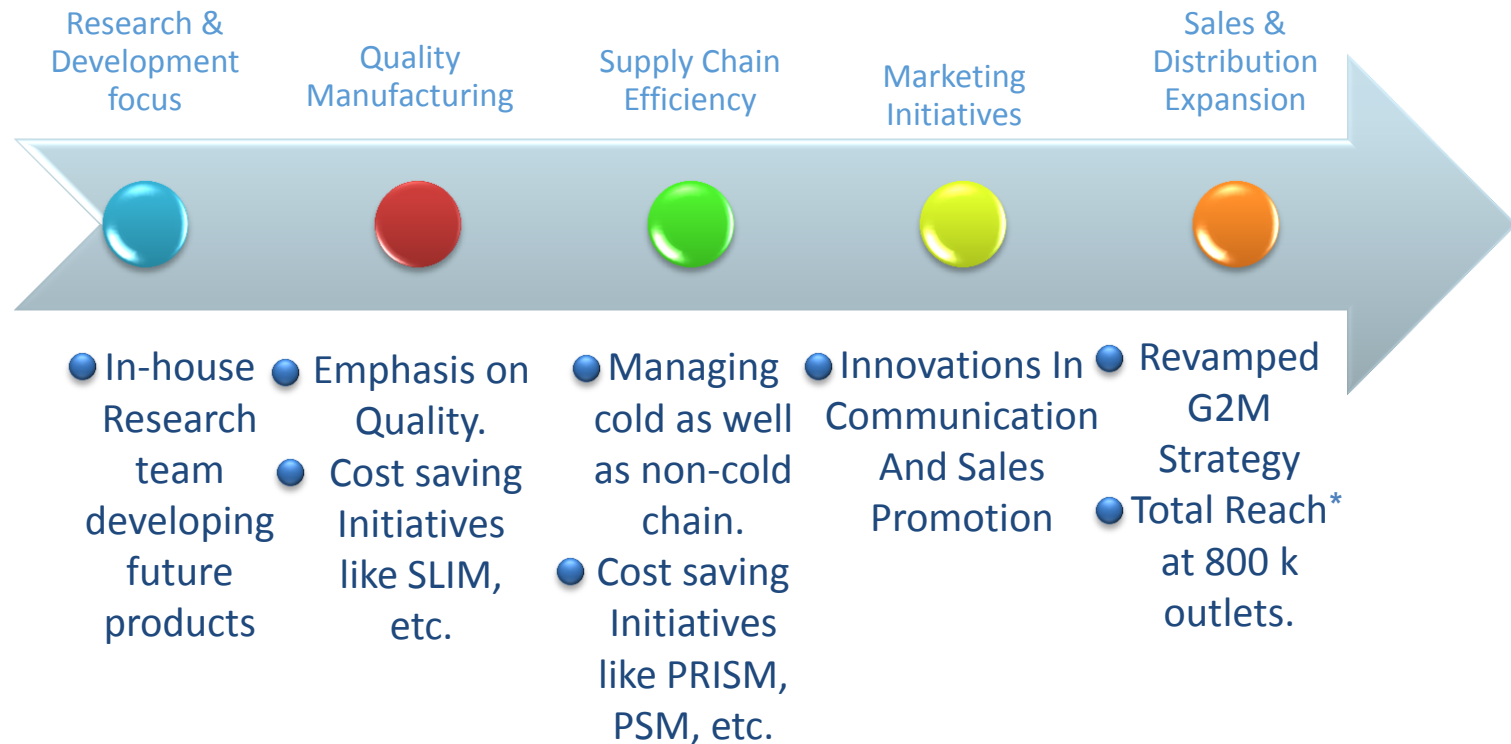 Research &
Development
focus
Quality
Manufacturing
Supply Chain
Efficiency
Marketing
Initiatives
Sales &
Distribution
Expansion
In-house
Research
team
developing
future
products
Emphasis on
Quality.
Cost saving
Initiatives
like SLIM,
etc.
Managing
cold as well
as non-cold
chain.
Cost saving
Initiatives
like PRISM,
PSM, etc.
Innovations In
Communication
And Sales
Promotion
Revamped
G2M
Strategy
Total Reach*
at 800 k
outlets.